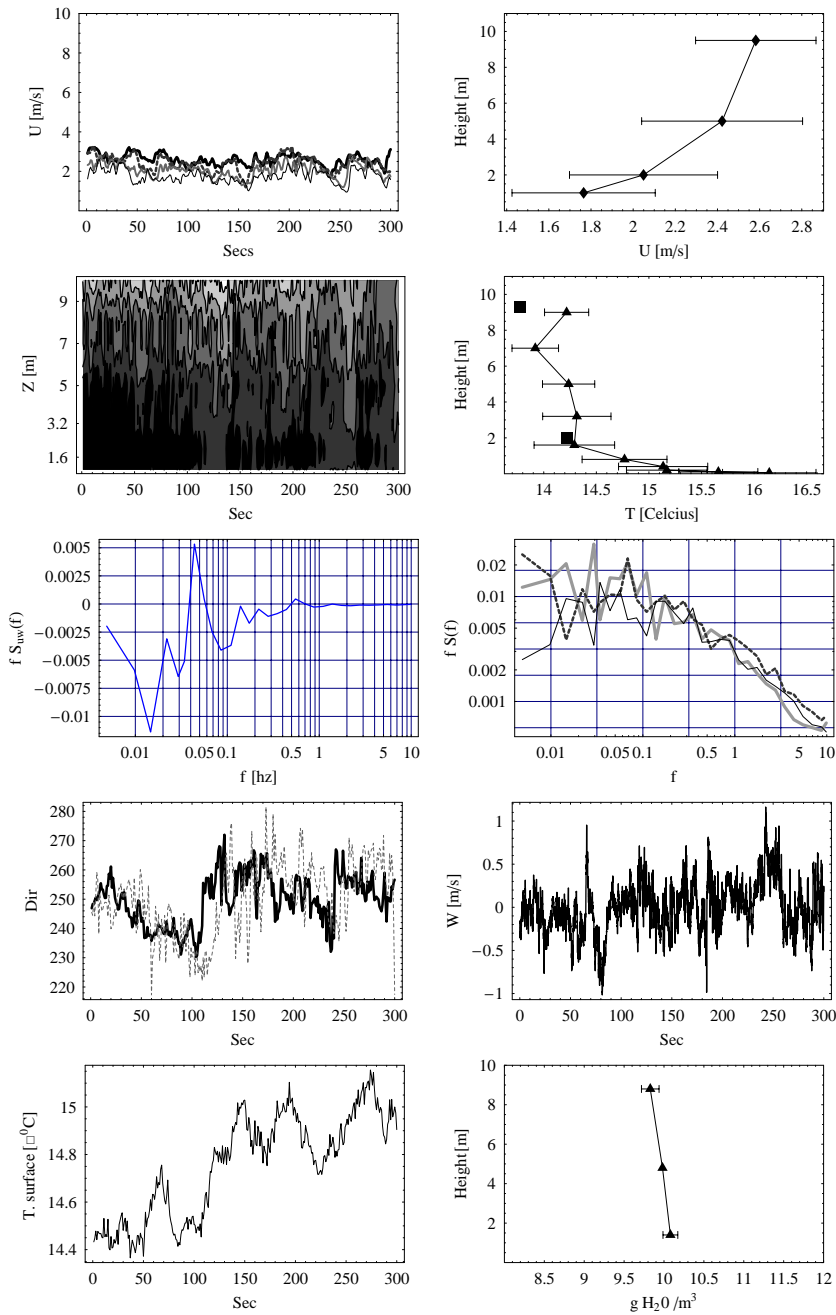 10
8
6
4
2
U [m/s]
0 50 100 150 200 250 300
Secs
10
8
6
4
2
Height [m]
1.4 1.6 1.8 2 2.2 2.4 2.6 2.8
U [m/s]
9
7
5
3.2
1.6
Z [m]
0 50 100 150 200 250 300
Sec
10
8
6
4
2
Height [m]
14 14.5 15 15.5 16 16.5
T [Celcius]
0.005
0.0025
0
−0.0025
−0.005
−0.0075
−0.01
f Suw(f)
0.01 0.05 0.1 0.5 1 5 10
f [hz]
0.02
0.01
0.005
0.002
0.001
f S(f)
0.01 0.05 0.1 0.5 1 5 10
f
280
270
260
250
240
230
220
Dir
0 50 100 150 200 250 300
Sec
1
0.5
0
−0.5
−1
W [m/s]
0 50 100 150 200 250 300
Sec
15
14.8
14.6
14.4
T. surface [□⁰C]
0 50 100 150 200 250 300
Sec
10
8
6
4
2
Height [m]
8.5 9 9.5 10 10.5 11 11.5 12
g H₂0 /m³